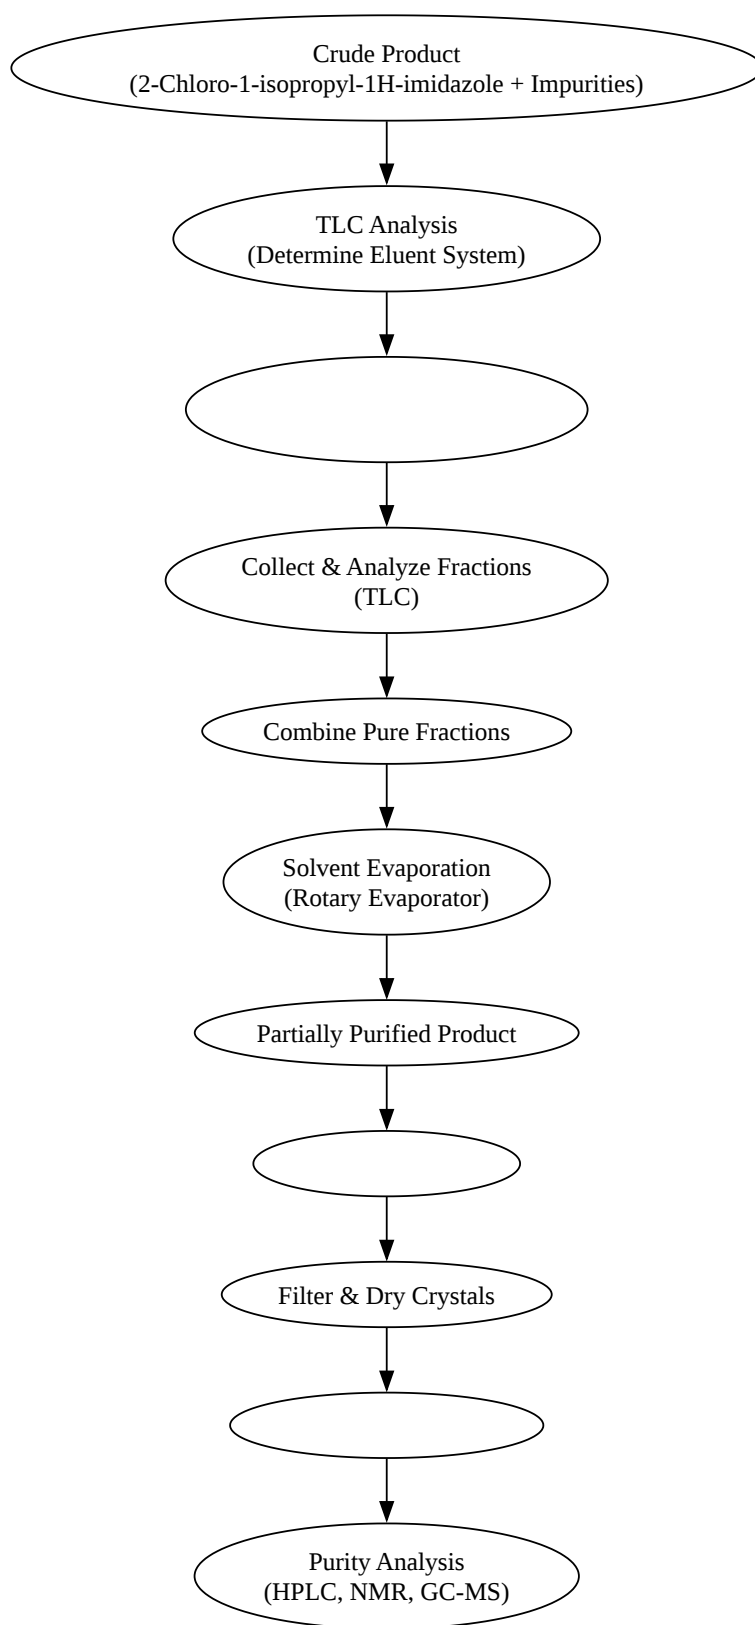 Crude Product
(2-Chloro-1-isopropyl-1H-imidazole + Impurities)
TLC Analysis
(Determine Eluent System)
Collect & Analyze Fractions
(TLC)
Combine Pure Fractions
Solvent Evaporation
(Rotary Evaporator)
Partially Purified Product
Filter & Dry Crystals
Purity Analysis
(HPLC, NMR, GC-MS)